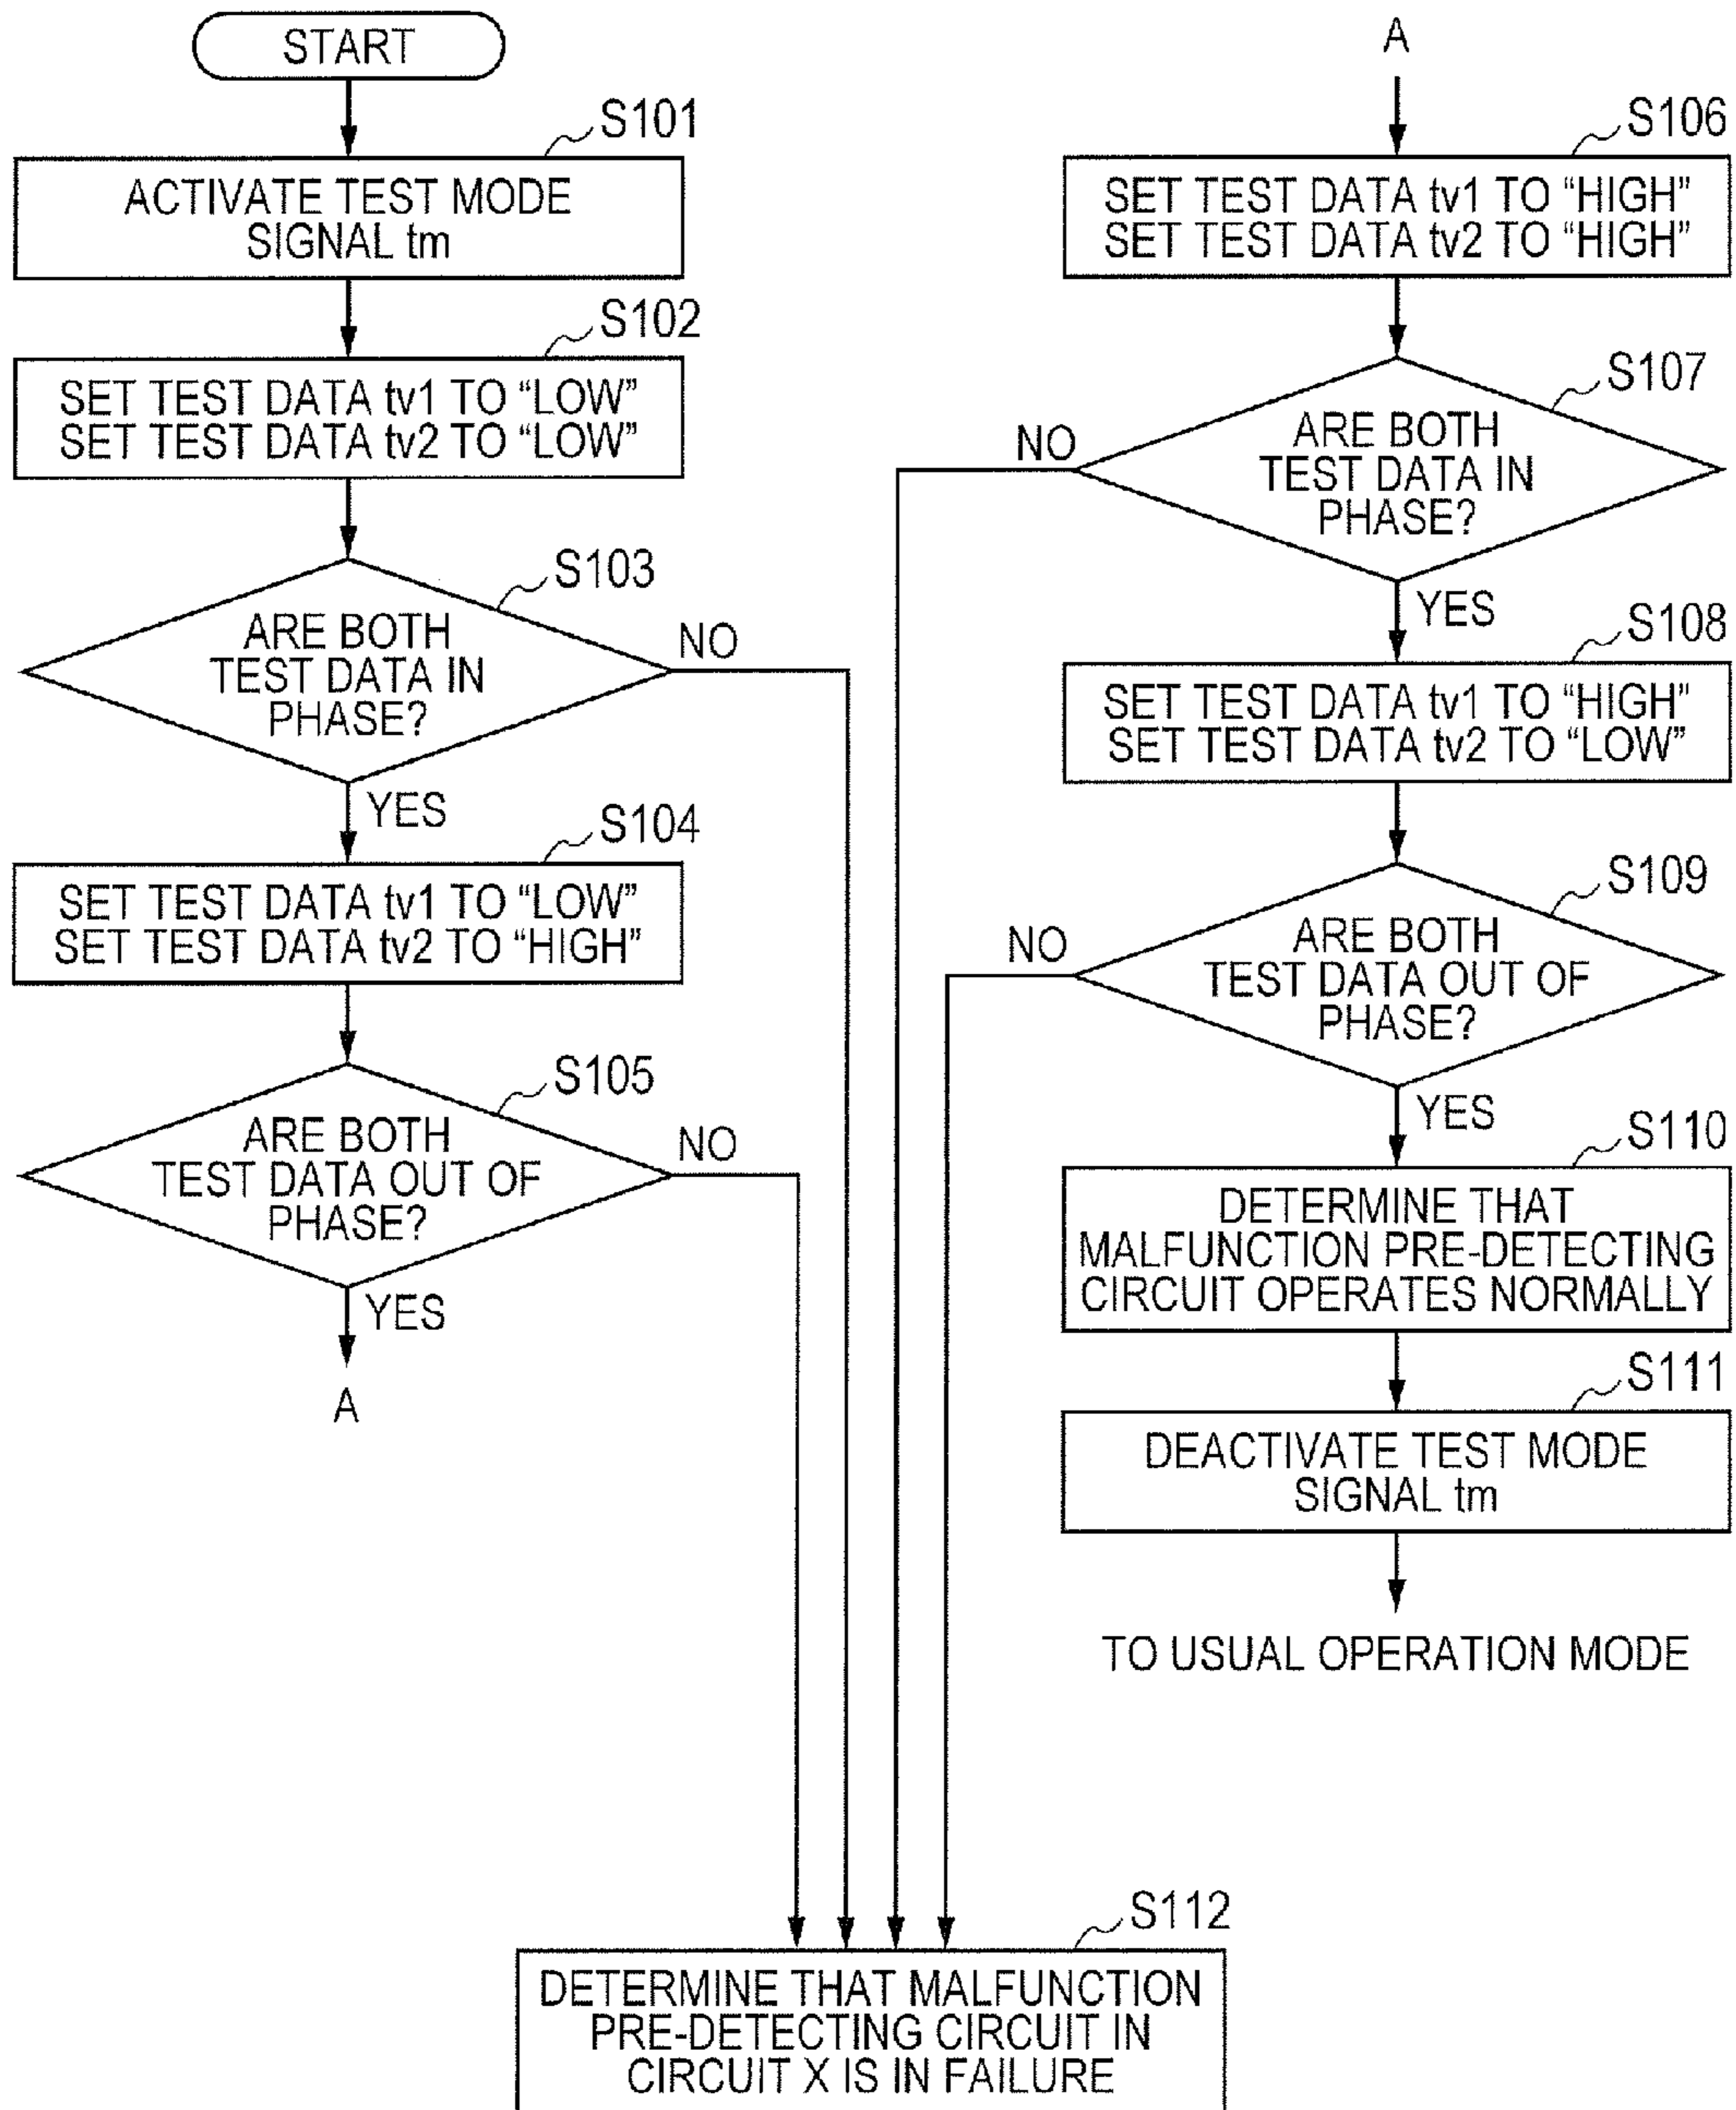 START
S101
ACTIVATE TEST MODE
SIGNAL tm
S102
SET TEST DATA tv1 TO “LOW”
SET TEST DATA tv2 TO “LOW”
S103
ARE BOTH
TEST DATA IN
PHASE?
NO
YES
S104
SET TEST DATA tv1 TO “LOW”
SET TEST DATA tv2 TO “HIGH”
S105
ARE BOTH
TEST DATA OUT OF
PHASE?
NO
YES
A
A
S106
SET TEST DATA tv1 TO “HIGH”
SET TEST DATA tv2 TO “HIGH”
S107
ARE BOTH
TEST DATA IN
PHASE?
NO
YES
S108
SET TEST DATA tv1 TO “HIGH”
SET TEST DATA tv2 TO “LOW”
S109
ARE BOTH
TEST DATA OUT OF
PHASE?
NO
YES
S110
DETERMINE THAT
MALFUNCTION PRE-DETECTING
CIRCUIT OPERATES NORMALLY
S111
DEACTIVATE TEST MODE
SIGNAL tm
TO USUAL OPERATION MODE
S112
DETERMINE THAT MALFUNCTION
PRE-DETECTING CIRCUIT IN
CIRCUIT X IS IN FAILURE